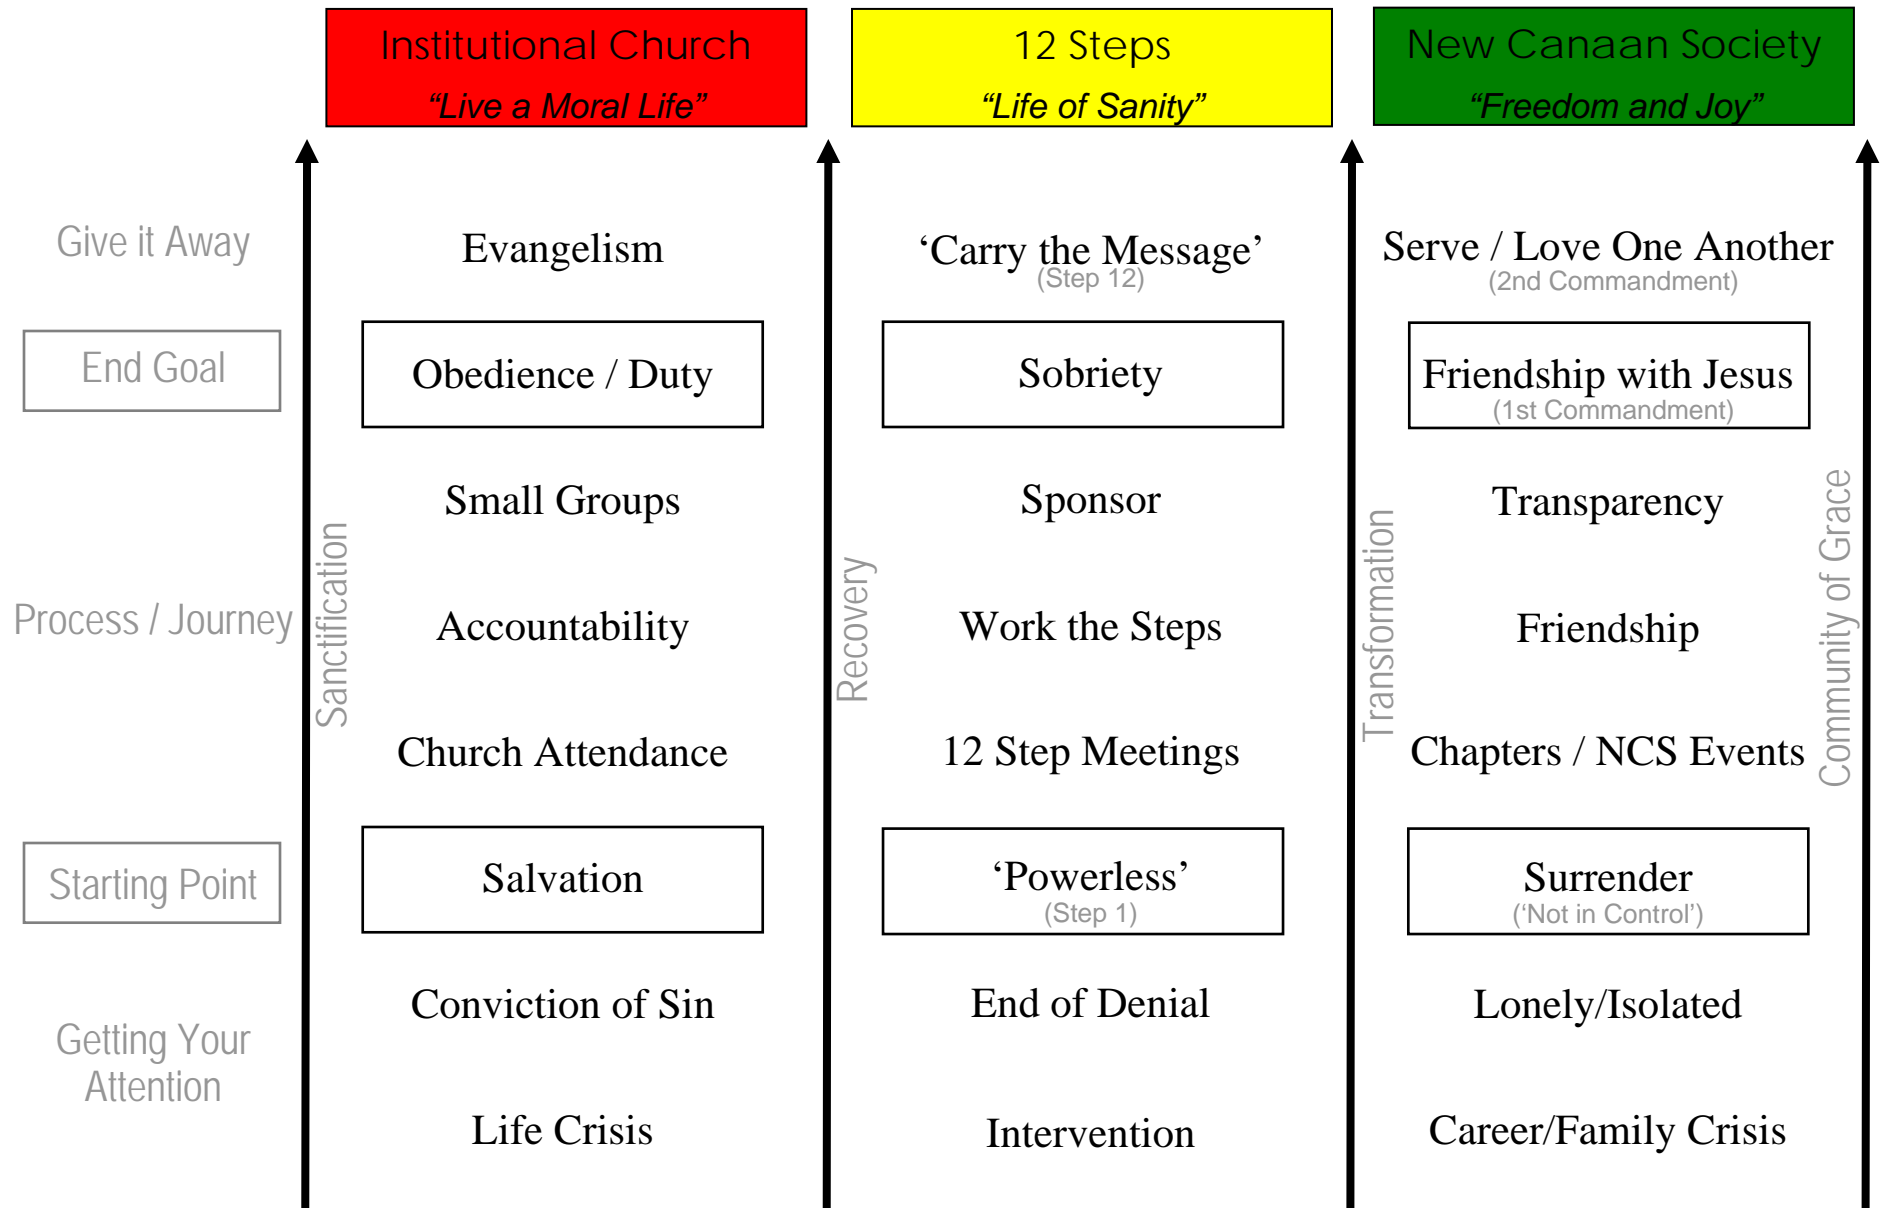 Institutional Church
“Live a Moral Life”
12 Steps
“Life of Sanity”
New Canaan Society
“Freedom and Joy”
Give it Away
Evangelism
‘Carry the Message’
(Step 12)
Serve / Love One Another
(2nd Commandment)
End Goal
Obedience / Duty
Sobriety
Friendship with Jesus
(1st Commandment)
Process / Journey
Sanctification
Small Groups
Accountability
Church Attendance
Recovery
Sponsor
Work the Steps
12 Step Meetings
Transformation
Transparency
Friendship
Chapters / NCS Events
Community of Grace
Starting Point
Salvation
‘Powerless’
(Step 1)
Surrender
(‘Not in Control’)
Getting Your
Attention
Conviction of Sin
End of Denial
Lonely/Isolated
Life Crisis
Intervention
Career/Family Crisis